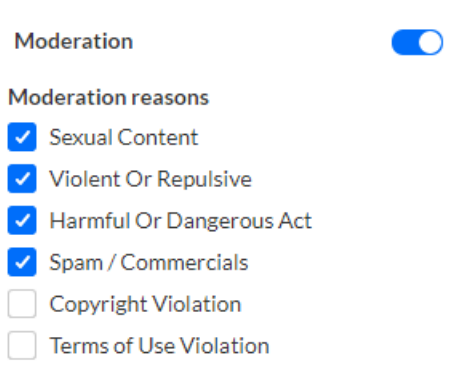 Moderation
Moderation reasons
Sexual Content
Violent Or Repulsive
Harmful Or Dangerous Act
Spam / Commercials
Copyright Violation
Terms of Use Violation